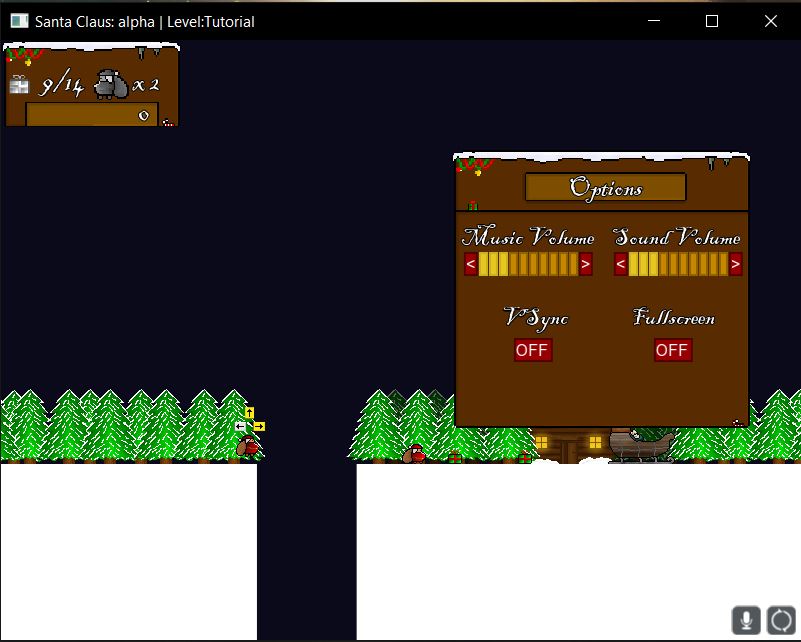 Santa Claus: alpha | Level:Tutorial
9/14 x 2
0
Options
Music Volume Sound Volume
< > < >
VSync Fullscreen
OFF OFF